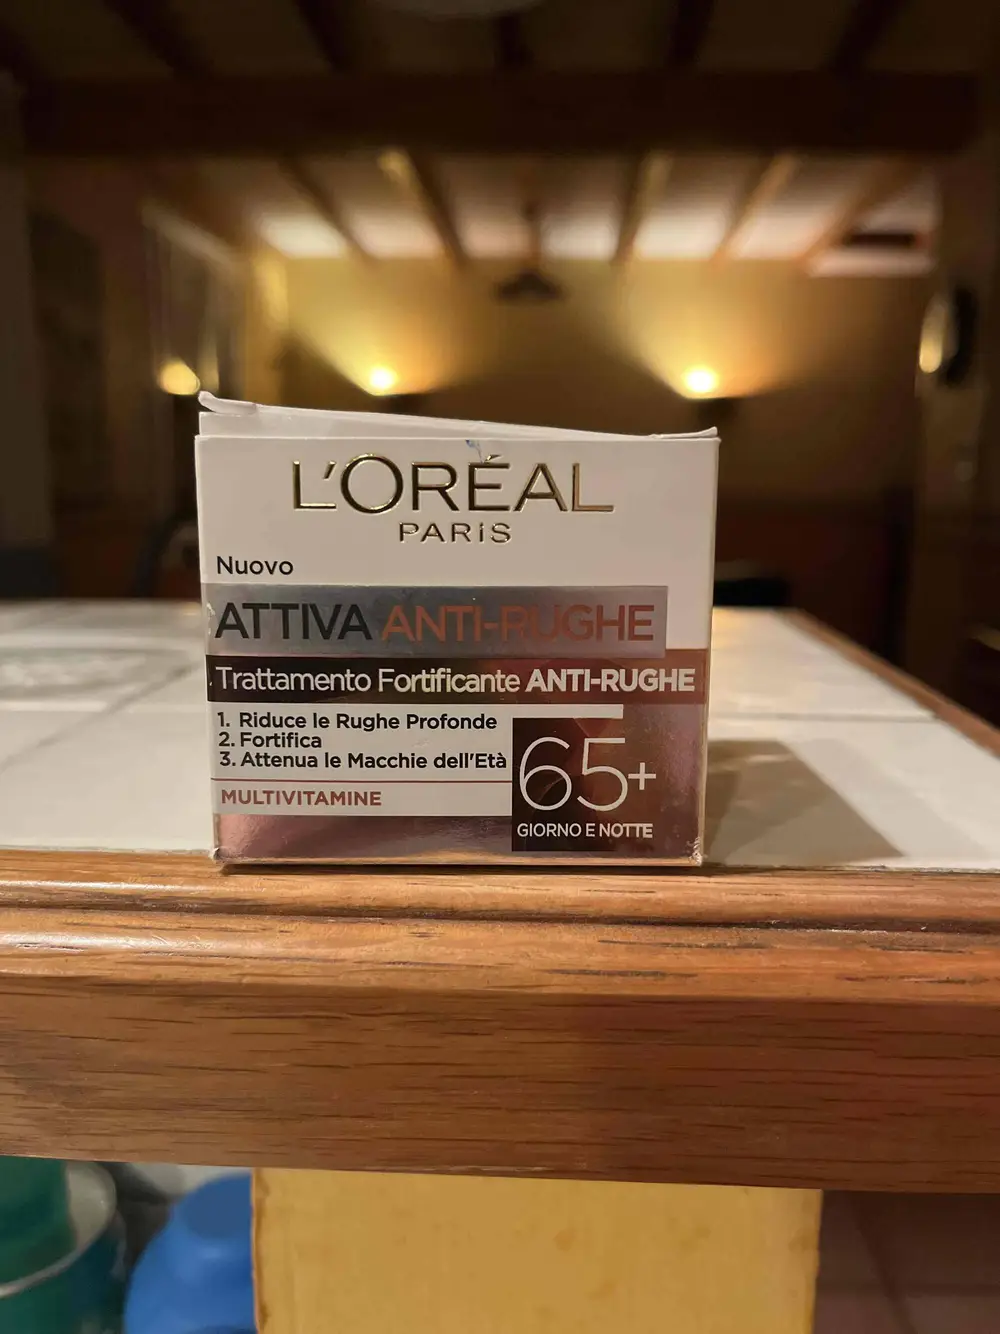 L'ORÉAL
PARIS
Nuovo
ATTIVA ANTI-RUGHE
Trattamento Fortificante ANTI-RUGHE
1. Riduce le Rughe Profonde
2. Fortifica
3. Attenua le Macchie dell'Età
MULTIVITAMINE
65+
GIORNO E NOTTE